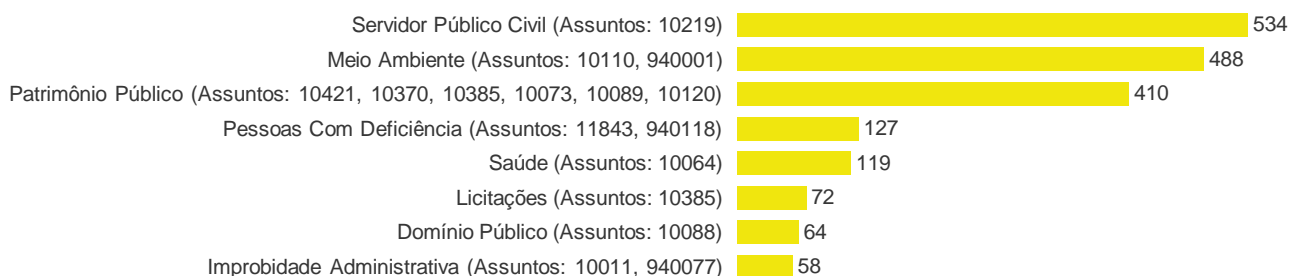 Servidor Público Civil (Assuntos: 10219) 534
Meio Ambiente (Assuntos: 10110, 940001) 488
Patrimônio Público (Assuntos: 10421, 10370, 10385, 10073, 10089, 10120) 410
Pessoas Com Deficiência (Assuntos: 11843, 940118) 127
Saúde (Assuntos: 10064) 119
Licitações (Assuntos: 10385) 72
Domínio Público (Assuntos: 10088) 64
Improbidade Administrativa (Assuntos: 10011, 940077) 58